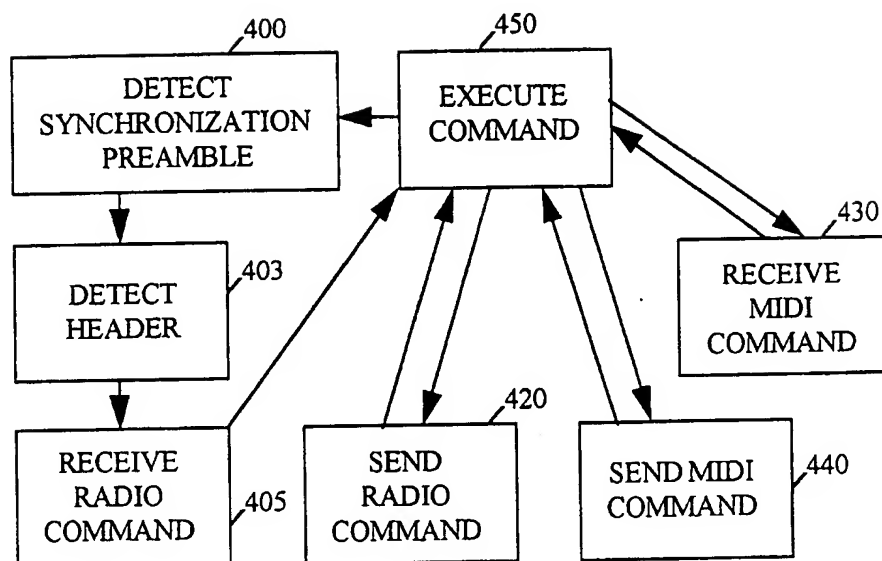 400
DETECT
SYNCHRONIZATION
PREAMBLE
450
EXECUTE
COMMAND
430
RECEIVE
MIDI
COMMAND
403
DETECT
HEADER
405
RECEIVE
RADIO
COMMAND
420
SEND
RADIO
COMMAND
440
SEND MIDI
COMMAND